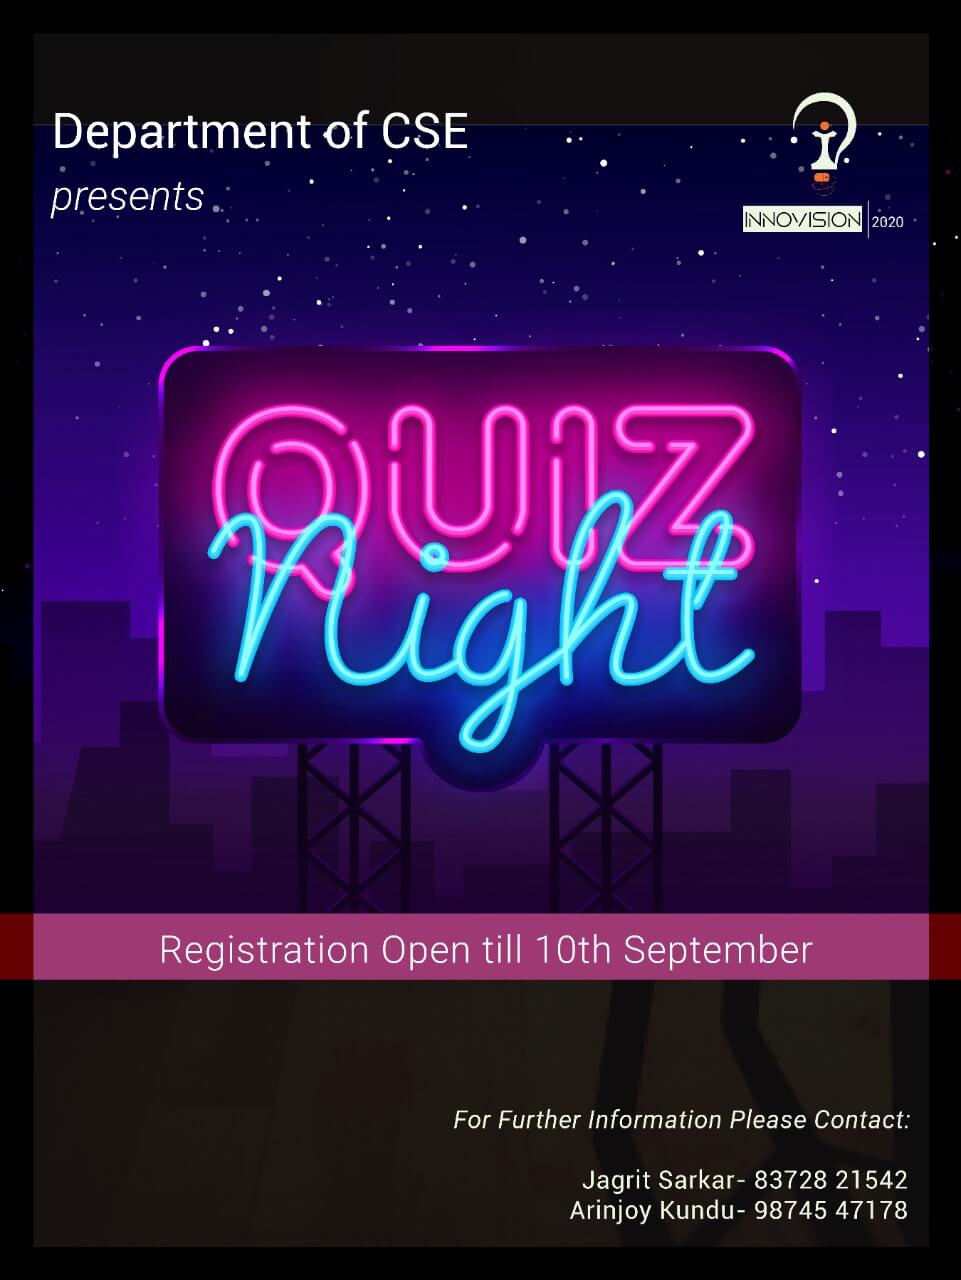 Department of CSE
presents
INNOVISION 2020
QUIZ
Night
Registration Open till 10th September
For Further Information Please Contact:
Jagrit Sarkar- 83728 21542
Arinjoy Kundu- 98745 47178